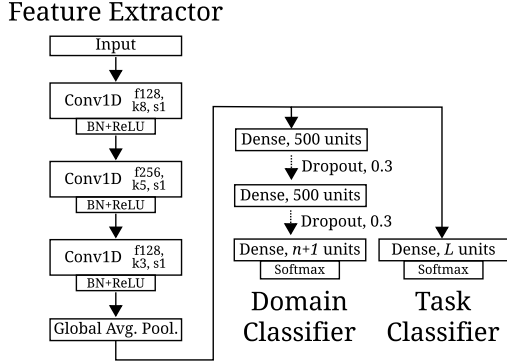 Feature Extractor
Input
Conv1D f128,
k8, s1
BN+ReLU
Conv1D f256,
k5, s1
BN+ReLU
Conv1D f128,
k3, s1
BN+ReLU
Global Avg. Pool.
Dense, 500 units
Dropout, 0.3
Dense, 500 units
Dropout, 0.3
Dense, n+1 units
Softmax
Domain
Classifier
Dense, L units
Softmax
Task
Classifier